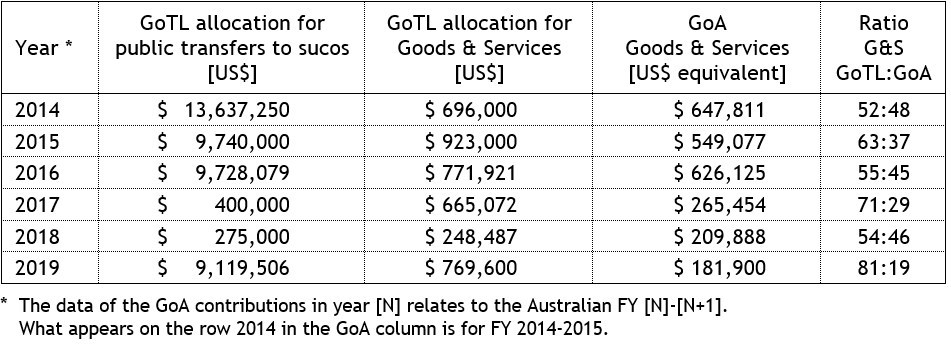 Year *
GoTL allocation for
public transfers to sucos
[US$]
GoTL allocation for
Goods & Services
[US$]
GoA
Goods & Services
[US$ equivalent]
Ratio
G&S
GoTL:GoA
2014 $ 13,637,250 $ 696,000 $ 647,811 52:48
2015 $ 9,740,000 $ 923,000 $ 549,077 63:37
2016 $ 9,728,079 $ 771,921 $ 626,125 55:45
2017 $ 400,000 $ 665,072 $ 265,454 71:29
2018 $ 275,000 $ 248,487 $ 209,888 54:46
2019 $ 9,119,506 $ 769,600 $ 181,900 81:19
* The data of the GoA contributions in year [N] relates to the Australian FY [N]-[N+1].
What appears on the row 2014 in the GoA column is for FY 2014-2015.